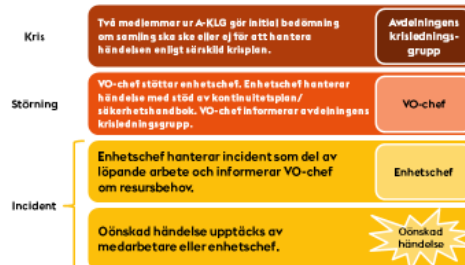 Kris
Två medlemmar ur A-KLG gör initial bedömning
om samling ska ske eller ej för att hantera
händelsen enligt särskild krisplan.
Avdelningens
krislednings-
grupp
Störning
VO-chef stöttar enhetschef. Enhetschef hanterar
händelse med stöd av kontinuitetsplan/
säkerhetshandbok. VO-chef informerar avdelningens
krisledningsgrupp.
VO-chef
Incident
Enhetschef hanterar incident som del av
löpande arbete och informerar VO-chef
om resursbehov.
Enhetschef
Oönskad händelse upptäcks av
medarbetare eller enhetschef.
Oönskad
händelse